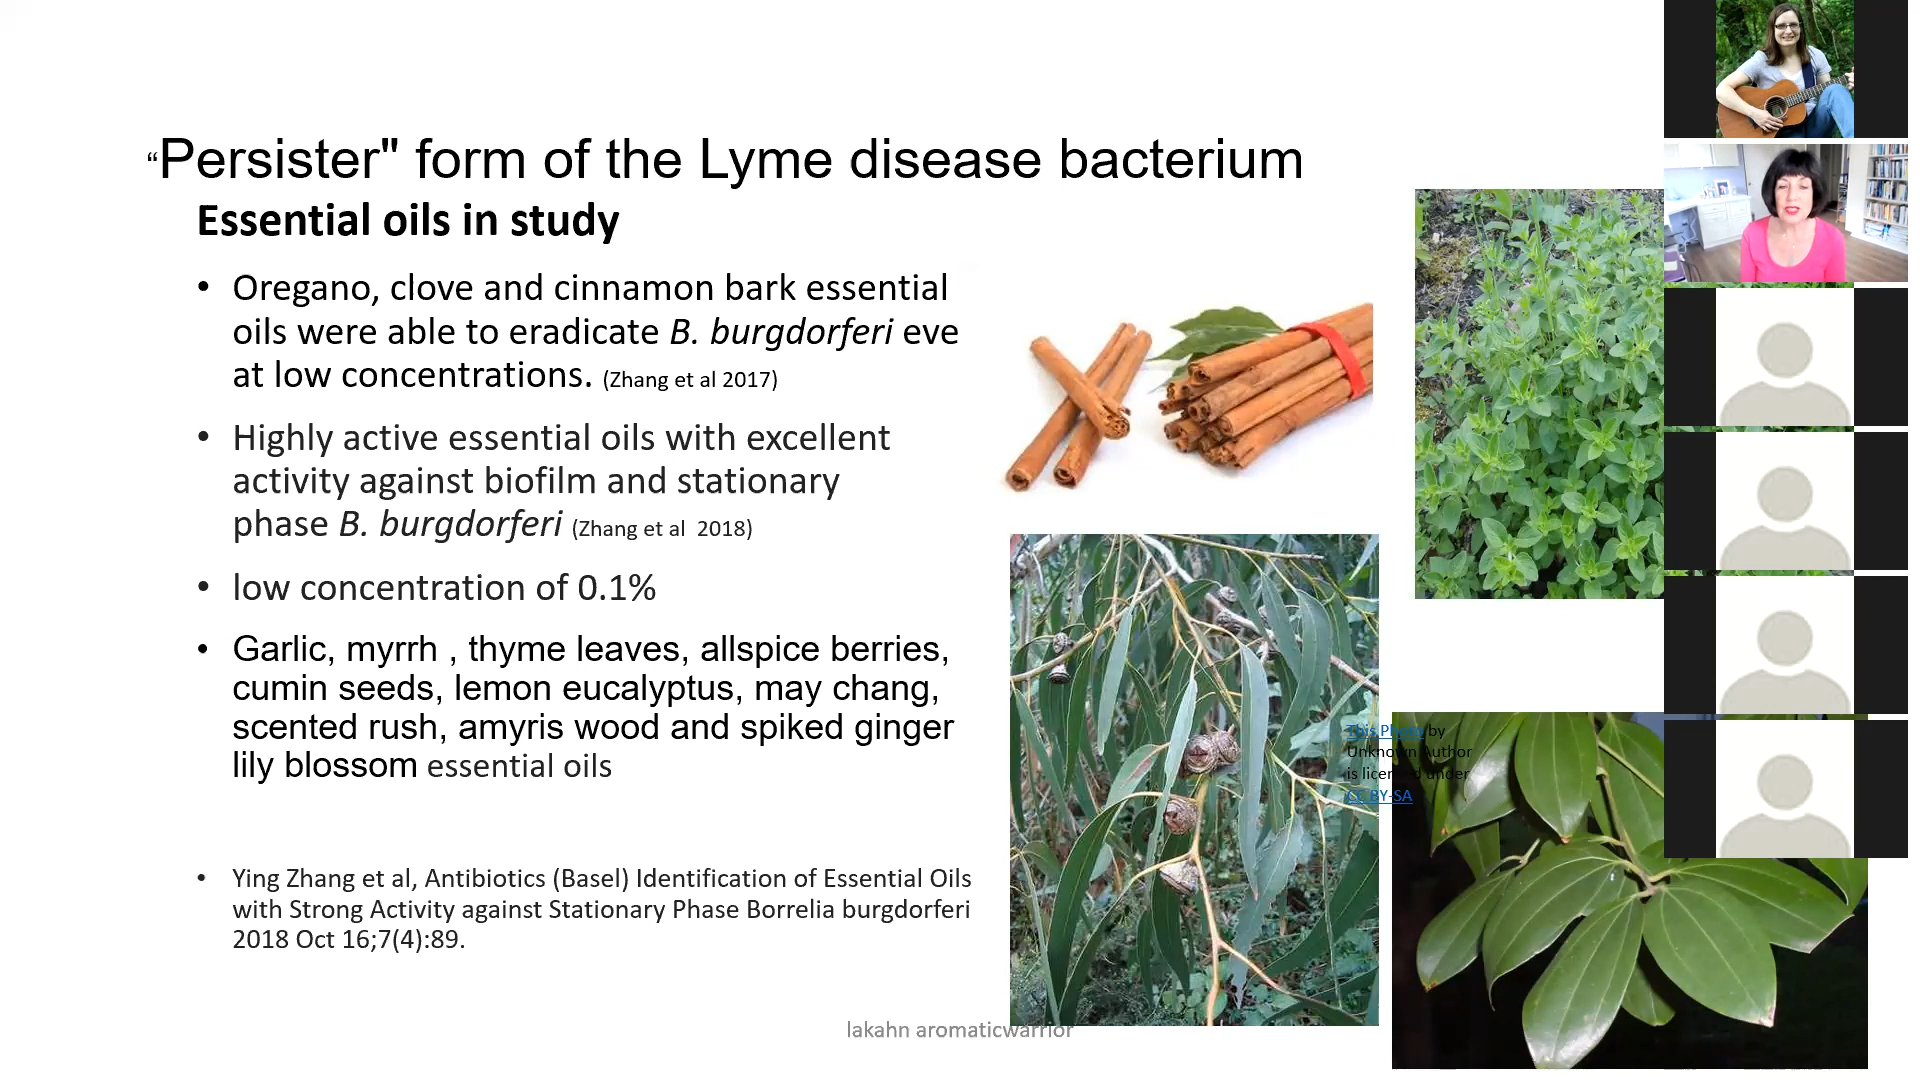 “Persister" form of the Lyme disease bacterium
Essential oils in study
• Oregano, clove and cinnamon bark essential
oils were able to eradicate B. burgdorferi eve
at low concentrations. (Zhang et al 2017)
• Highly active essential oils with excellent
activity against biofilm and stationary
phase B. burgdorferi (Zhang et al  2018)
• low concentration of 0.1%
• Garlic, myrrh , thyme leaves, allspice berries,
cumin seeds, lemon eucalyptus, may chang,
scented rush, amyris wood and spiked ginger
lily blossom essential oils
This Photo by
Unknown Author
is licensed under
CC BY-SA
• Ying Zhang et al, Antibiotics (Basel) Identification of Essential Oils
with Strong Activity against Stationary Phase Borrelia burgdorferi
2018 Oct 16;7(4):89.
lakahn aromaticwarrior